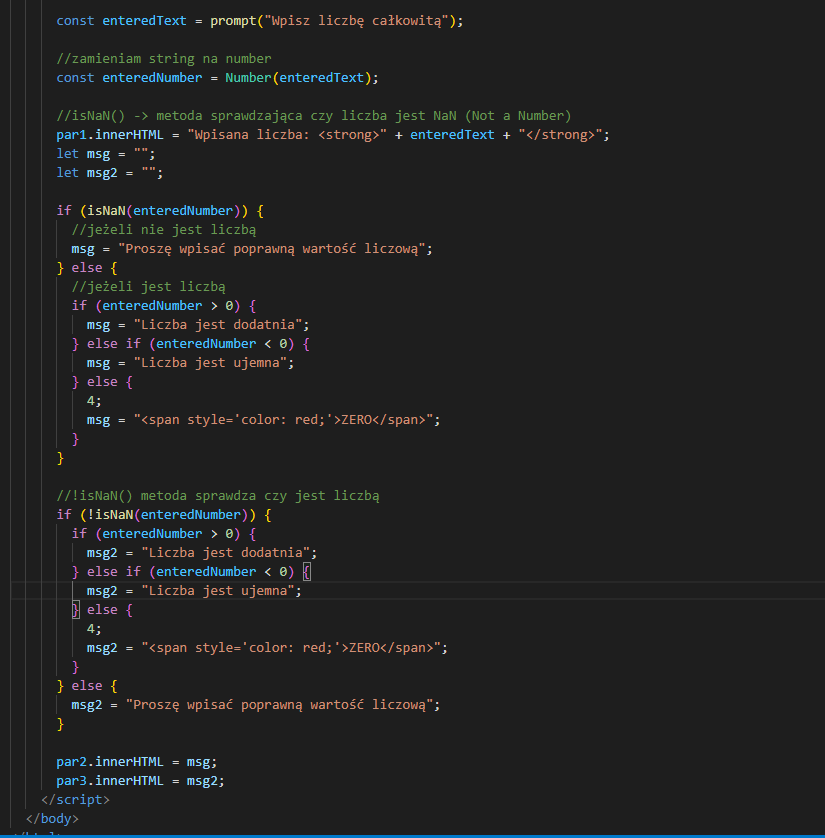 const enteredText = prompt("Wpisz liczbę całkowitą");
//zamieniam string na number
const enteredNumber = Number(enteredText);
//isNaN() -> metoda sprawdzająca czy liczba jest NaN (Not a Number)
par1.innerHTML = "Wpisana liczba: <strong>" + enteredText + "</strong>";
let msg = "";
let msg2 = "";
if (isNaN(enteredNumber)) {
//jeżeli nie jest liczbą
msg = "Proszę wpisać poprawną wartość liczową";
} else {
//jeżeli jest liczbą
if (enteredNumber > 0) {
msg = "Liczba jest dodatnia";
} else if (enteredNumber < 0) {
msg = "Liczba jest ujemna";
} else {
4;
msg = "<span style='color: red;'>ZERO</span>";
}
}
//!isNaN() metoda sprawdza czy jest liczbą
if (!isNaN(enteredNumber)) {
if (enteredNumber > 0) {
msg2 = "Liczba jest dodatnia";
} else if (enteredNumber < 0) {
msg2 = "Liczba jest ujemna";
} else {
4;
msg2 = "<span style='color: red;'>ZERO</span>";
}
} else {
msg2 = "Proszę wpisać poprawną wartość liczową";
}
par2.innerHTML = msg;
par3.innerHTML = msg2;
</script>
</body>